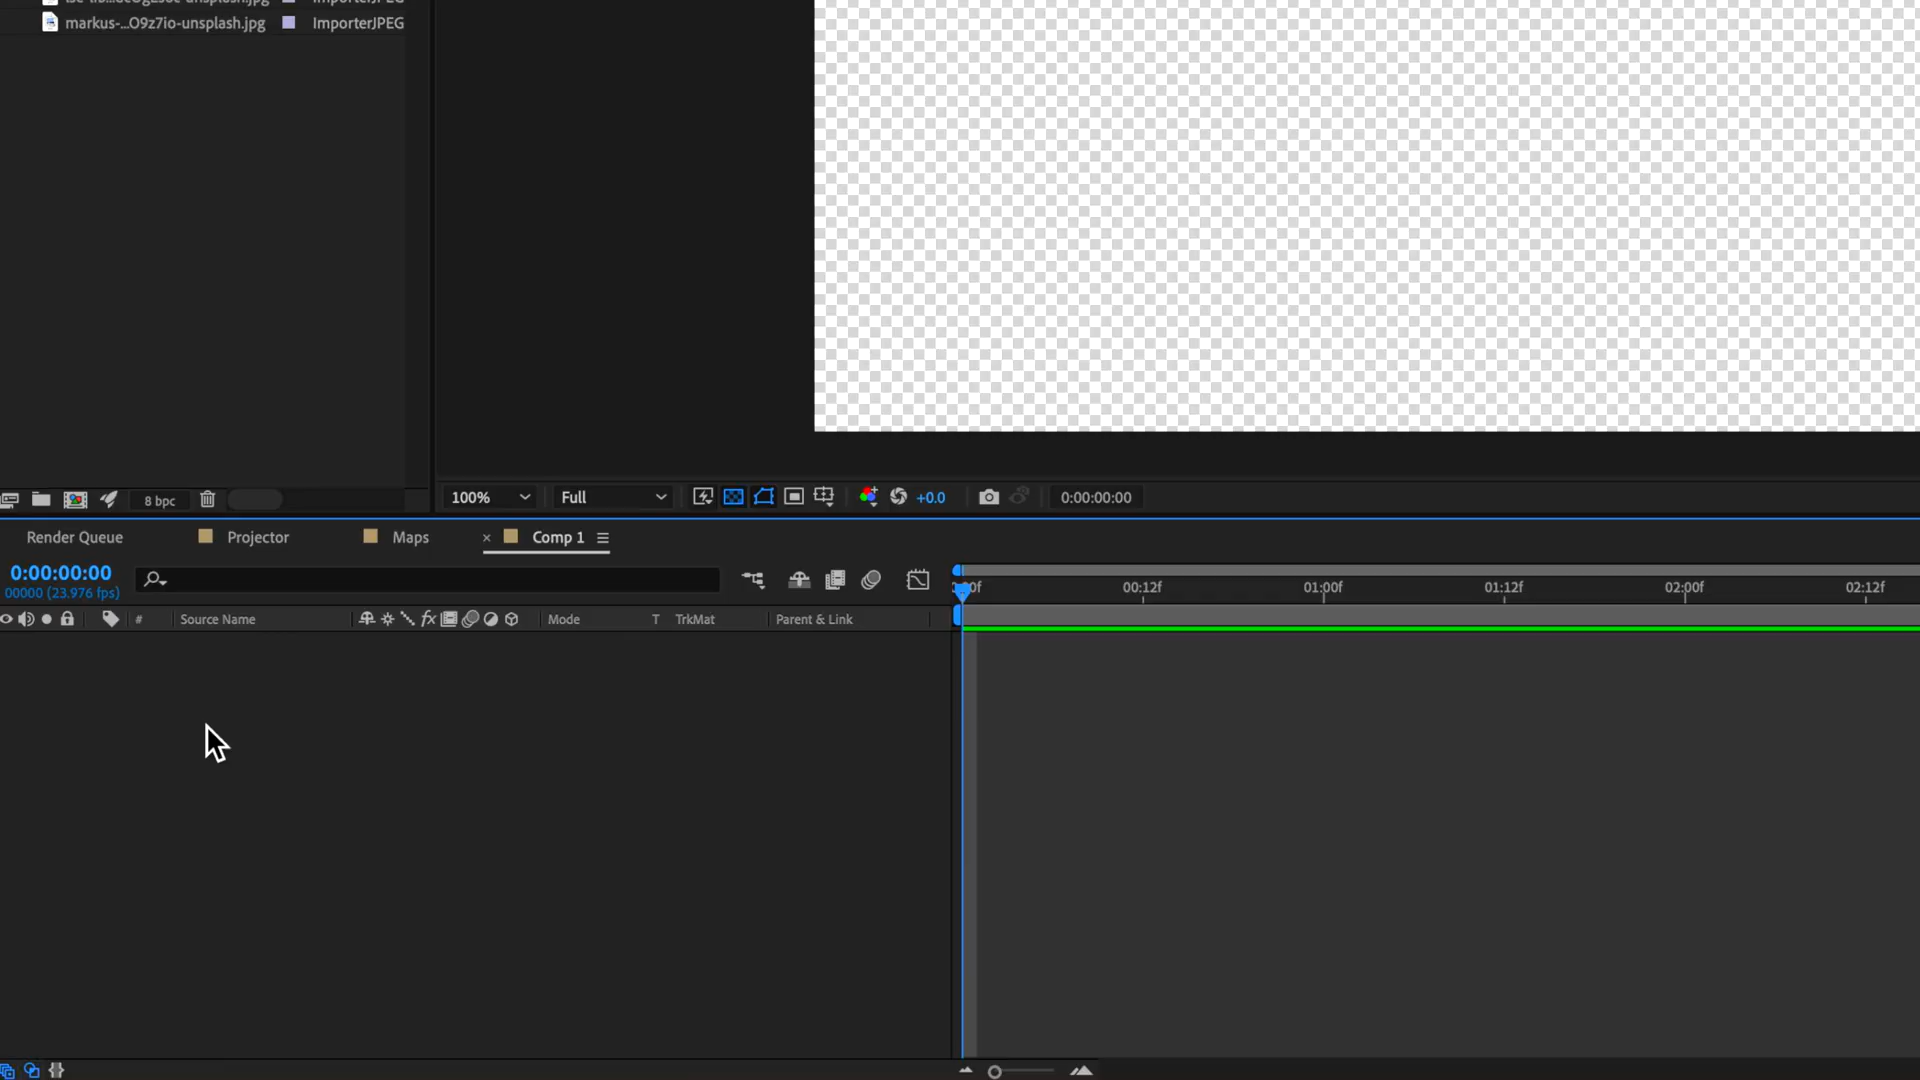 ImporterJPEG
markus-...O9z7io-unsplash.jpg ImporterJPEG
8 bpc
100% Full +0.0 0:00:00:00
Render Queue Projector Maps × Comp 1
0:00:00:00
00000 (23.976 fps)
00:12f 01:00f 01:12f 02:00f 02:12f
# Source Name fx Mode T TrkMat Parent & Link